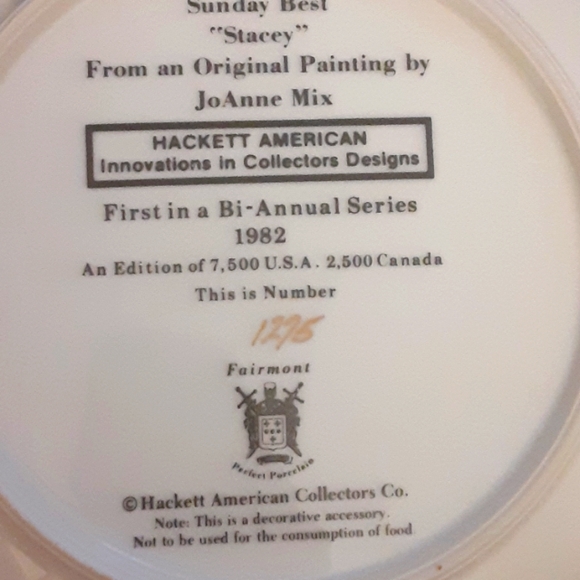 Sunday Best
"Stacey"
From an Original Painting by
JoAnne Mix
HACKETT AMERICAN
Innovations in Collectors Designs
First in a Bi-Annual Series
1982
An Edition of 7,500 U.S.A. 2,500 Canada
This is Number
1275
Fairmont
Perfect Porcelain
©Hackett American Collectors Co.
Note: This is a decorative accessory.
Not to be used for the consumption of food